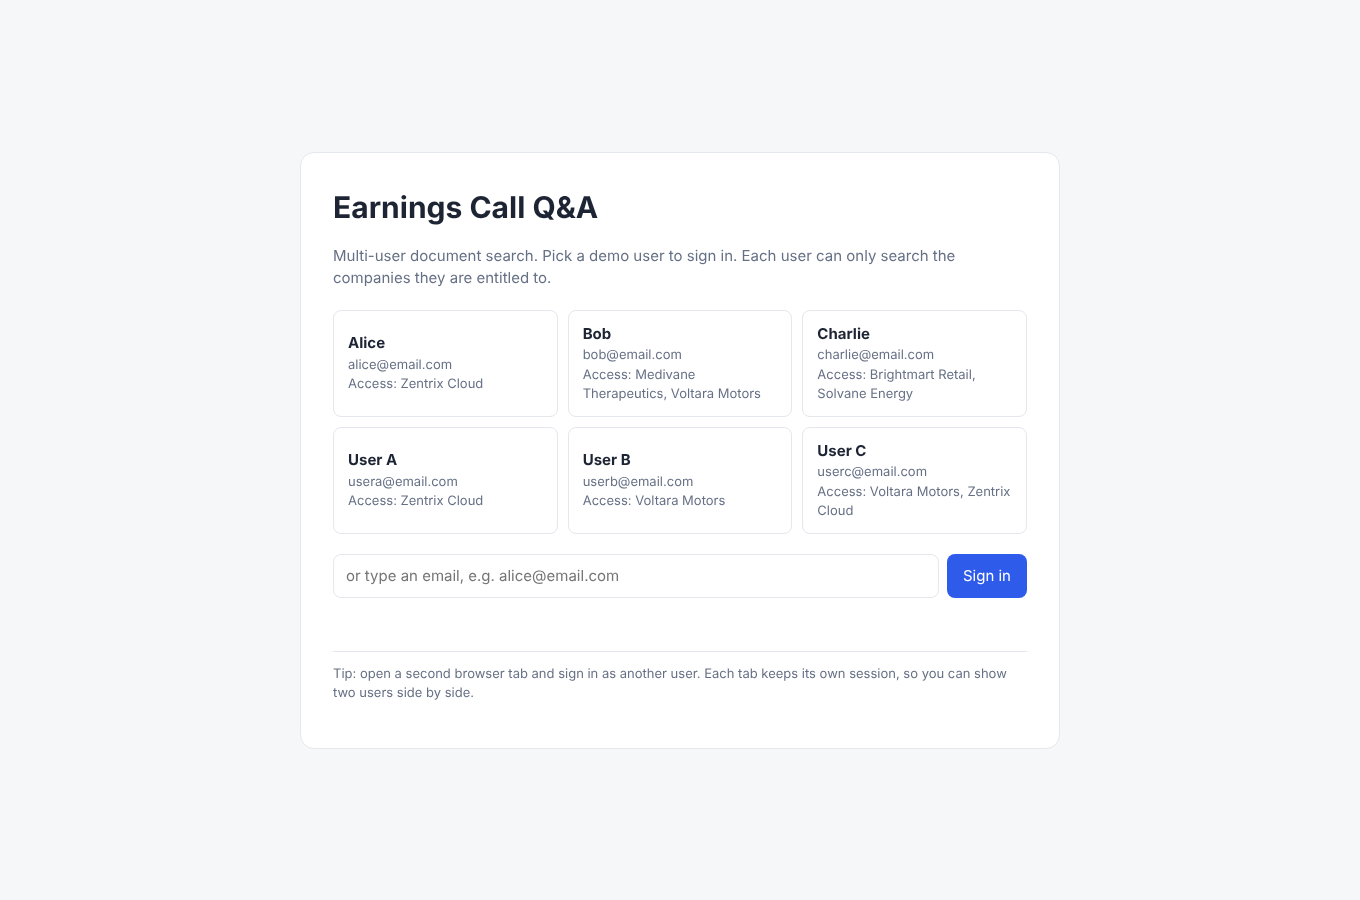 Earnings Call Q&A
Multi-user document search. Pick a demo user to sign in. Each user can only search the
companies they are entitled to.
Alice
alice@email.com
Access: Zentrix Cloud
Bob
bob@email.com
Access: Medivane
Therapeutics, Voltara Motors
Charlie
charlie@email.com
Access: Brightmart Retail,
Solvane Energy
User A
usera@email.com
Access: Zentrix Cloud
User B
userb@email.com
Access: Voltara Motors
User C
userc@email.com
Access: Voltara Motors, Zentrix
Cloud
or type an email, e.g. alice@email.com
Sign in
Tip: open a second browser tab and sign in as another user. Each tab keeps its own session, so you can show
two users side by side.